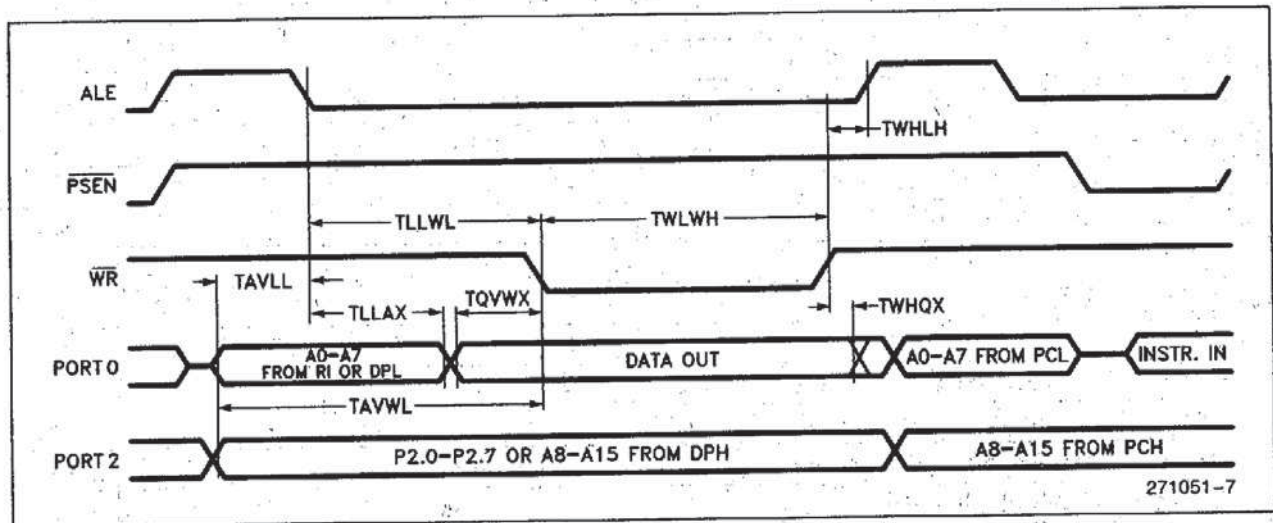 ALE
TWHLH
PSEN
TLLWL
TWLWH
WR
TAVLL
TLLAX
TQVWX
TWHQX
PORT 0
A0–A7
FROM RI OR DPL
DATA OUT
A0–A7 FROM PCL
INSTR. IN
TAVWL
PORT 2
P2.0–P2.7 OR A8–A15 FROM DPH
A8–A15 FROM PCH
271051–7